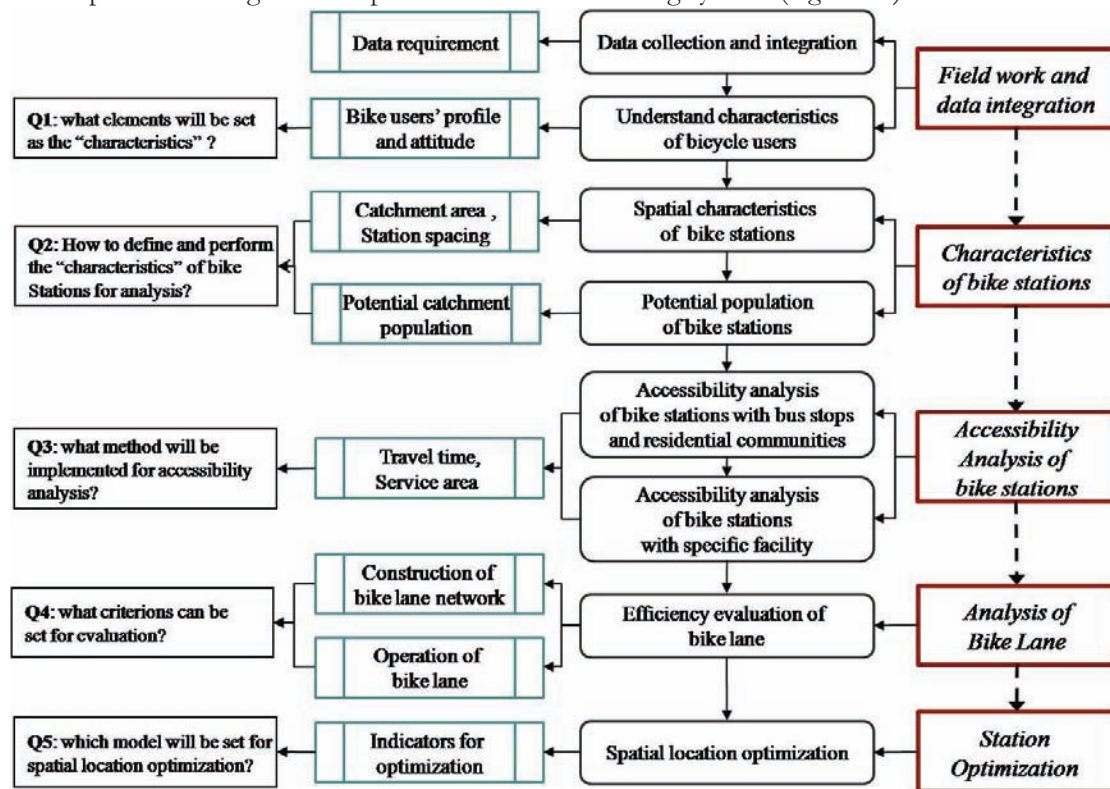 Data requirement
Data collection and integration
Field work and
data integration
Q1: what elements will be set
as the “characteristics” ?
Bike users’ profile
and attitude
Understand characteristics
of bicycle users
Q2: How to define and perform
the “characteristics” of bike
Stations for analysis?
Catchment area ,
Station spacing
Spatial characteristics
of bike stations
Characteristics
of bike stations
Potential catchment
population
Potential population
of bike stations
Q3: what method will be
implemented for accessibility
analysis?
Travel time,
Service area
Accessibility analysis
of bike stations with bus stops
and residential communities
Accessibility analysis
of bike stations
with specific facility
Accessibility
Analysis of
bike stations
Q4: what criterions can be
set for evaluation?
Construction of
bike lane network
Operation of
bike lane
Efficiency evaluation of
bike lane
Analysis of
Bike Lane
Q5: which model will be set for
spatial location optimization?
Indicators for
optimization
Spatial location optimization
Station
Optimization